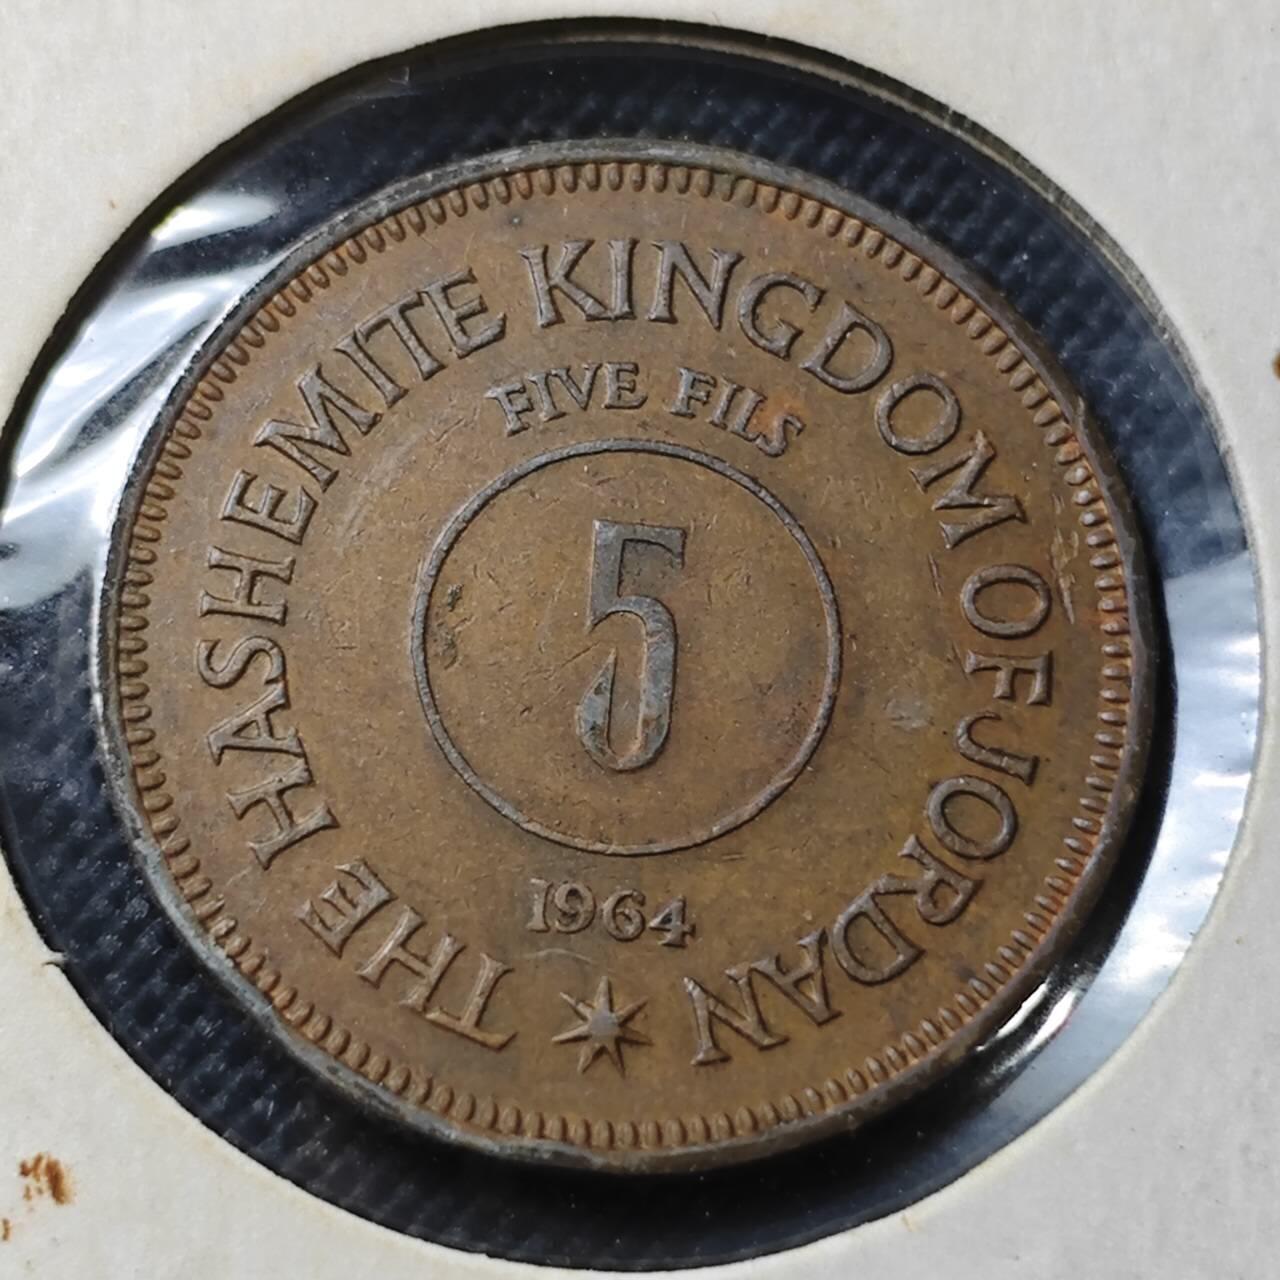 THE HASHEMITE KINGDOM OF JORDAN
FIVE FILS
5
1964